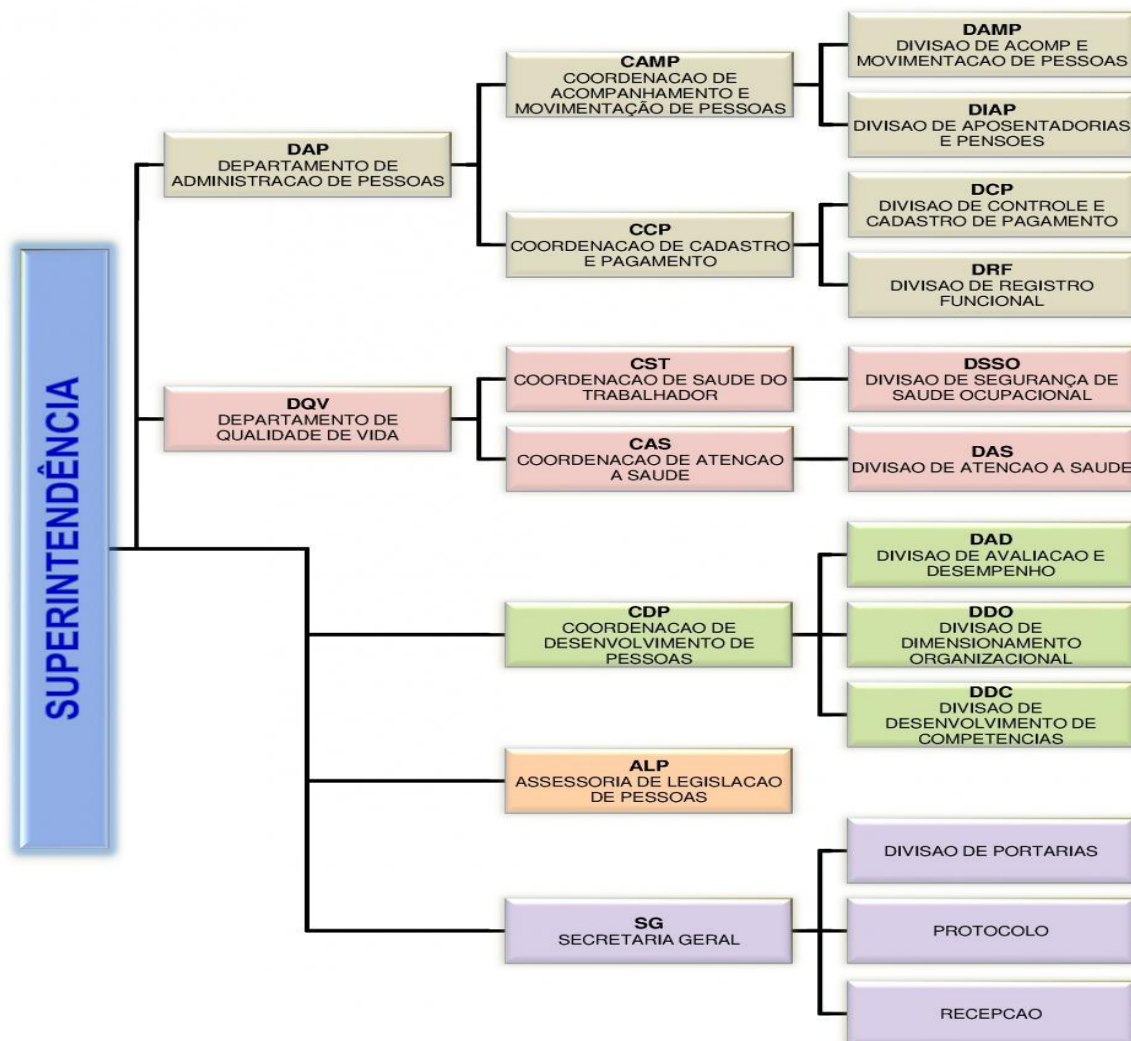 SUPERINTENDÊNCIA
DAP
DEPARTAMENTO DE
ADMINISTRACAO DE PESSOAS
CAMP
COORDENACAO DE
ACOMPANHAMENTO E
MOVIMENTAÇÃO DE PESSOAS
DAMP
DIVISAO DE ACOMP E
MOVIMENTACAO DE PESSOAS
DIAP
DIVISAO DE APOSENTADORIAS
E PENSOES
CCP
COORDENACAO DE CADASTRO
E PAGAMENTO
DCP
DIVISAO DE CONTROLE E
CADASTRO DE PAGAMENTO
DRF
DIVISAO DE REGISTRO
FUNCIONAL
DQV
DEPARTAMENTO DE
QUALIDADE DE VIDA
CST
COORDENACAO DE SAUDE DO
TRABALHADOR
DSSO
DIVISAO DE SEGURANÇA DE
SAUDE OCUPACIONAL
CAS
COORDENACAO DE ATENCAO
A SAUDE
DAS
DIVISAO DE ATENCAO A SAUDE
CDP
COORDENACAO DE
DESENVOLVIMENTO DE
PESSOAS
DAD
DIVISAO DE AVALIACAO E
DESEMPENHO
DDO
DIVISAO DE
DIMENSIONAMENTO
ORGANIZACIONAL
DDC
DIVISAO DE
DESENVOLVIMENTO DE
COMPETENCIAS
ALP
ASSESSORIA DE LEGISLACAO
DE PESSOAS
SG
SECRETARIA GERAL
DIVISAO DE PORTARIAS
PROTOCOLO
RECEPCAO